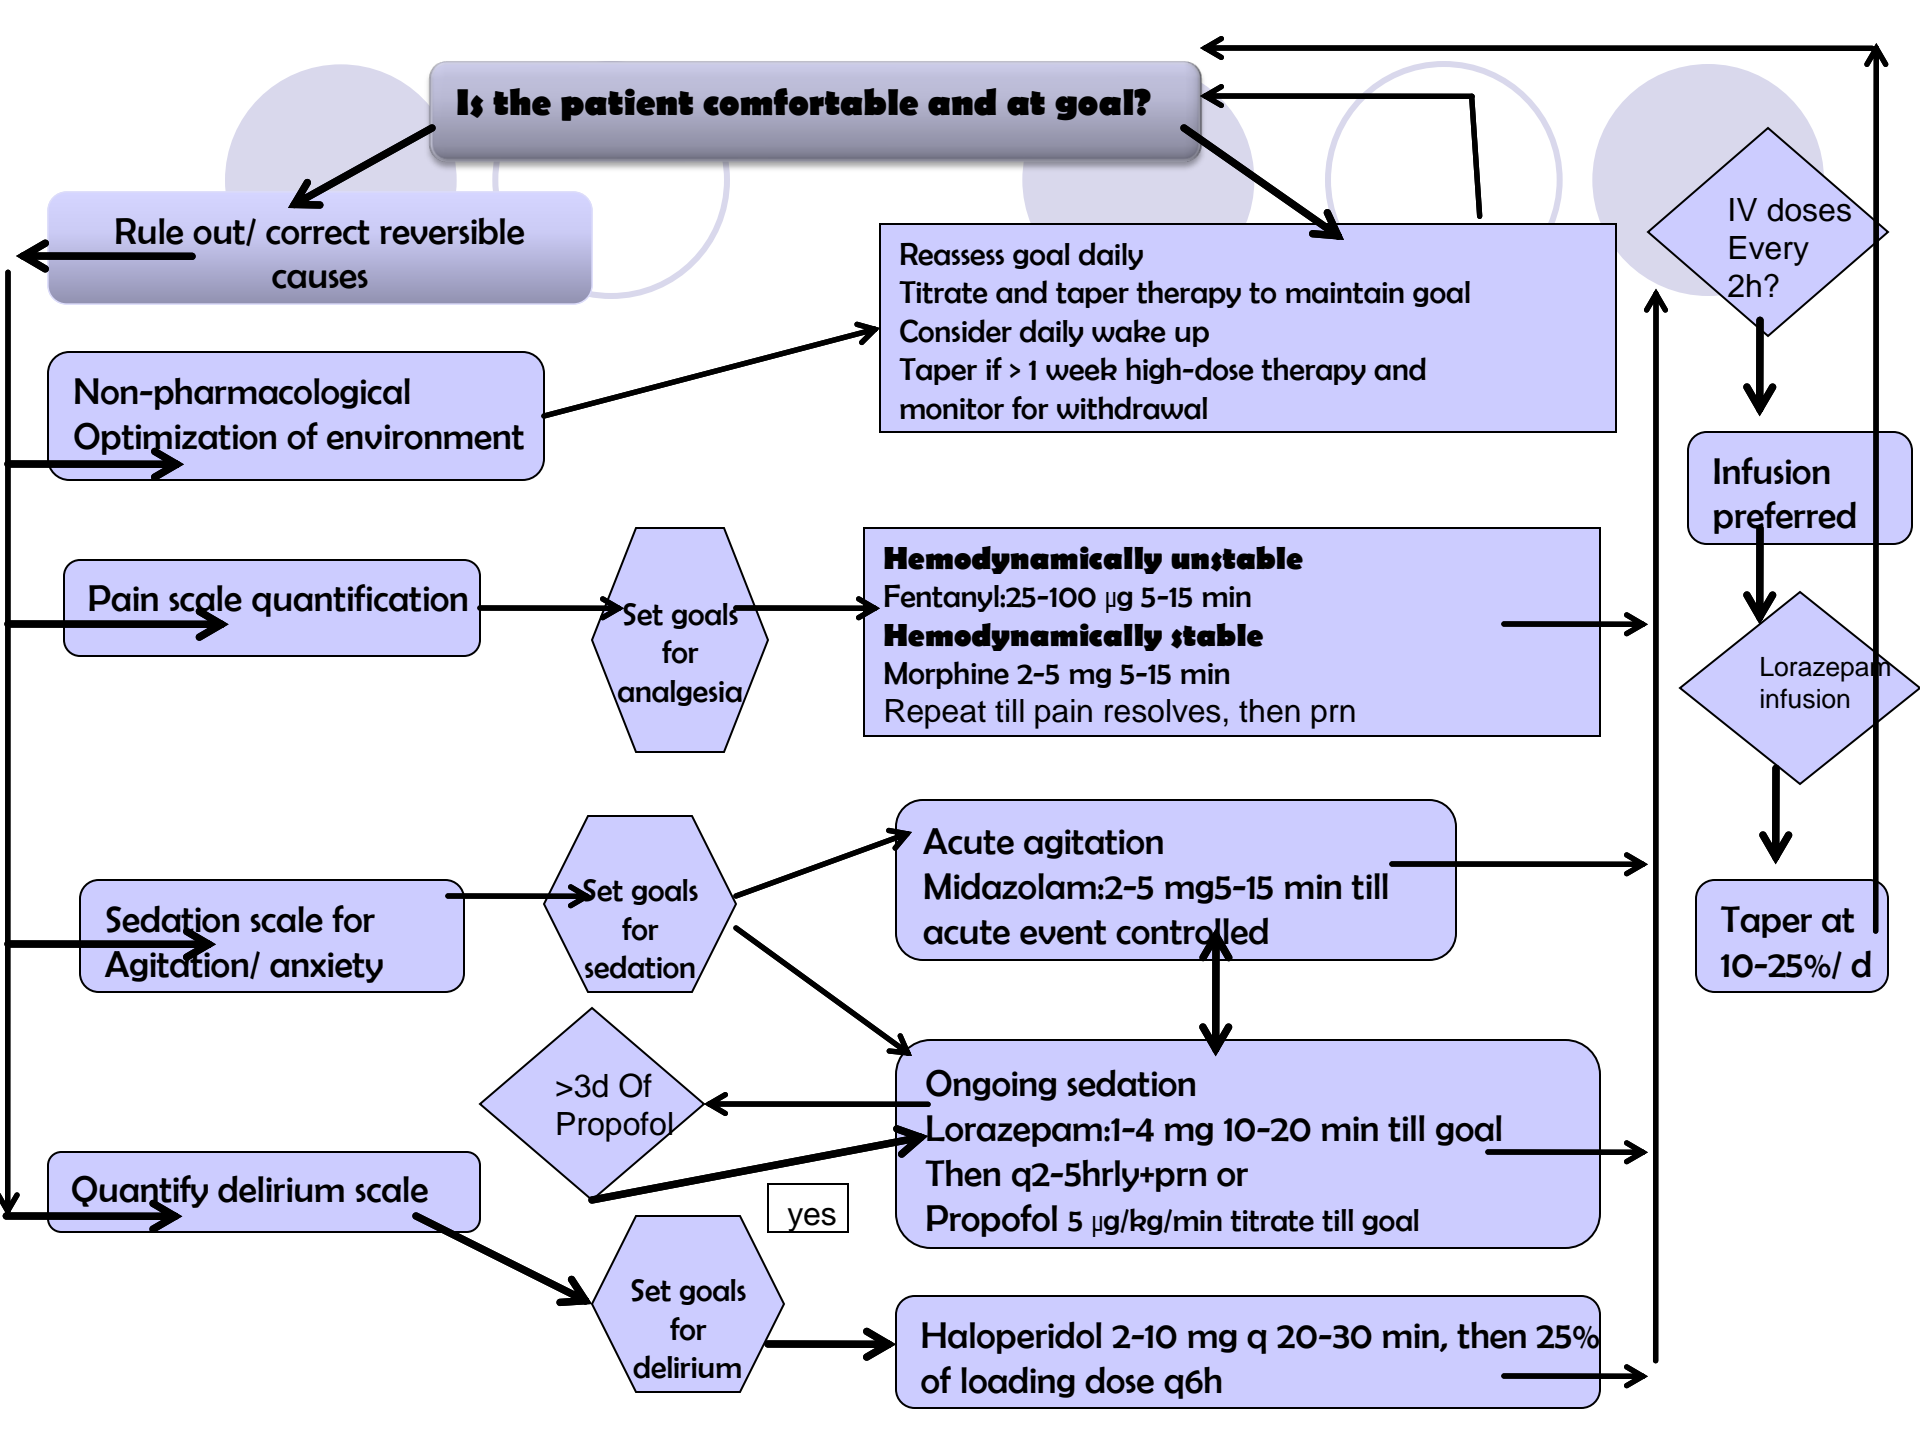 Is the patient comfortable and at goal?
Rule out/ correct reversible
causes
Reassess goal daily
Titrate and taper therapy to maintain goal
Consider daily wake up
Taper if > 1 week high-dose therapy and
monitor for withdrawal
IV doses
Every
2h?
Non-pharmacological
Optimization of environment
Infusion
preferred
Pain scale quantification
Set goals
for
analgesia
Hemodynamically unstable
Fentanyl:25-100 µg 5-15 min
Hemodynamically stable
Morphine 2-5 mg 5-15 min
Repeat till pain resolves, then prn
Lorazepam
infusion
Sedation scale for
Agitation/ anxiety
Set goals
for
sedation
Acute agitation
Midazolam:2-5 mg5-15 min till
acute event controlled
Taper at
10-25%/ d
>3d Of
Propofol
Ongoing sedation
Lorazepam:1-4 mg 10-20 min till goal
Then q2-5hrly+prn or
Propofol 5 µg/kg/min titrate till goal
Quantify delirium scale
yes
Set goals
for
delirium
Haloperidol 2-10 mg q 20-30 min, then 25%
of loading dose q6h